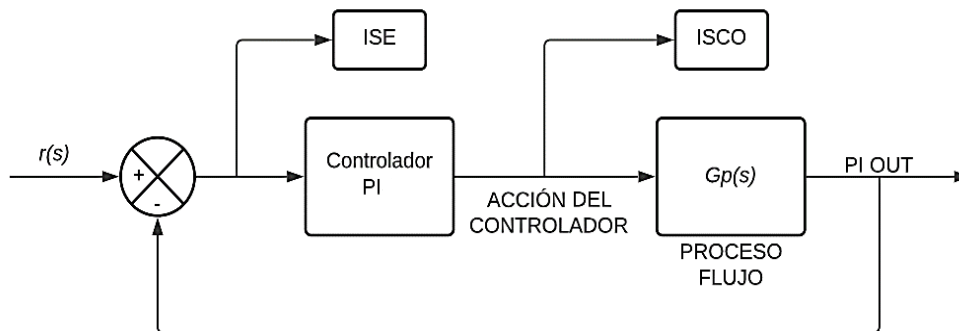 ISE
ISCO
r(s)
+
-
Controlador
PI
ACCIÓN DEL
CONTROLADOR
Gp(s)
PROCESO
FLUJO
PI OUT